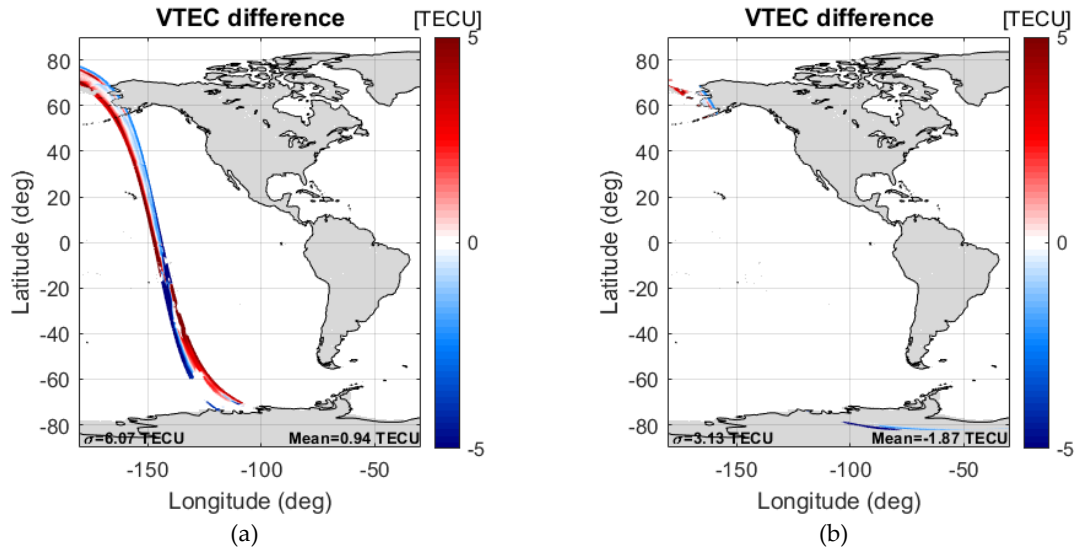 VTEC difference
[TECU]
5
0
-5
80
60
40
20
0
-20
-40
-60
-80
Latitude (deg)
σ=6.07 TECU
Mean=0.94 TECU
-150
-100
-50
Longitude (deg)
(a)
VTEC difference
[TECU]
5
0
-5
80
60
40
20
0
-20
-40
-60
-80
Latitude (deg)
σ=3.13 TECU
Mean=-1.87 TECU
-150
-100
-50
Longitude (deg)
(b)